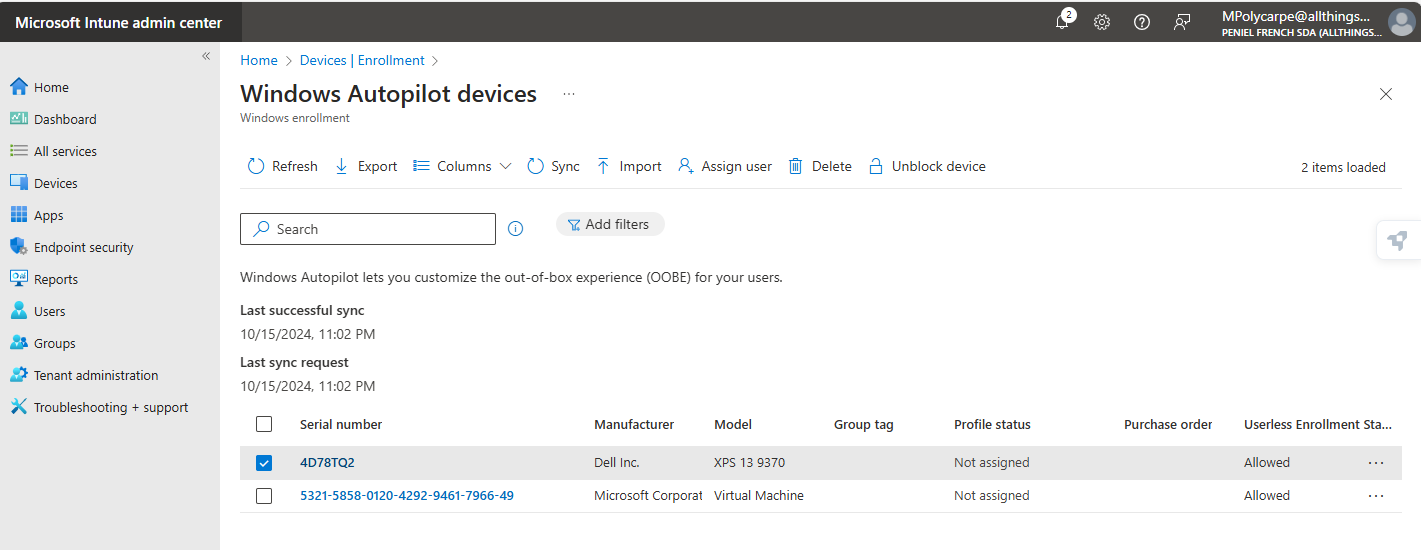 Microsoft Intune admin center
2
MPolycarpe@allthings...
PENIEL FRENCH SDA (ALLTHINGS...
«
Home
Dashboard
All services
Devices
Apps
Endpoint security
Reports
Users
Groups
Tenant administration
Troubleshooting + support
Home > Devices | Enrollment >
Windows Autopilot devices ...
Windows enrollment
Refresh Export Columns Sync Import Assign user Delete Unblock device 2 items loaded
Search Add filters
Windows Autopilot lets you customize the out-of-box experience (OOBE) for your users.
Last successful sync
10/15/2024, 11:02 PM
Last sync request
10/15/2024, 11:02 PM
Serial number Manufacturer Model Group tag Profile status Purchase order Userless Enrollment Sta...
4D78TQ2 Dell Inc. XPS 13 9370 Not assigned Allowed ...
5321-5858-0120-4292-9461-7966-49 Microsoft Corporat Virtual Machine Not assigned Allowed ...